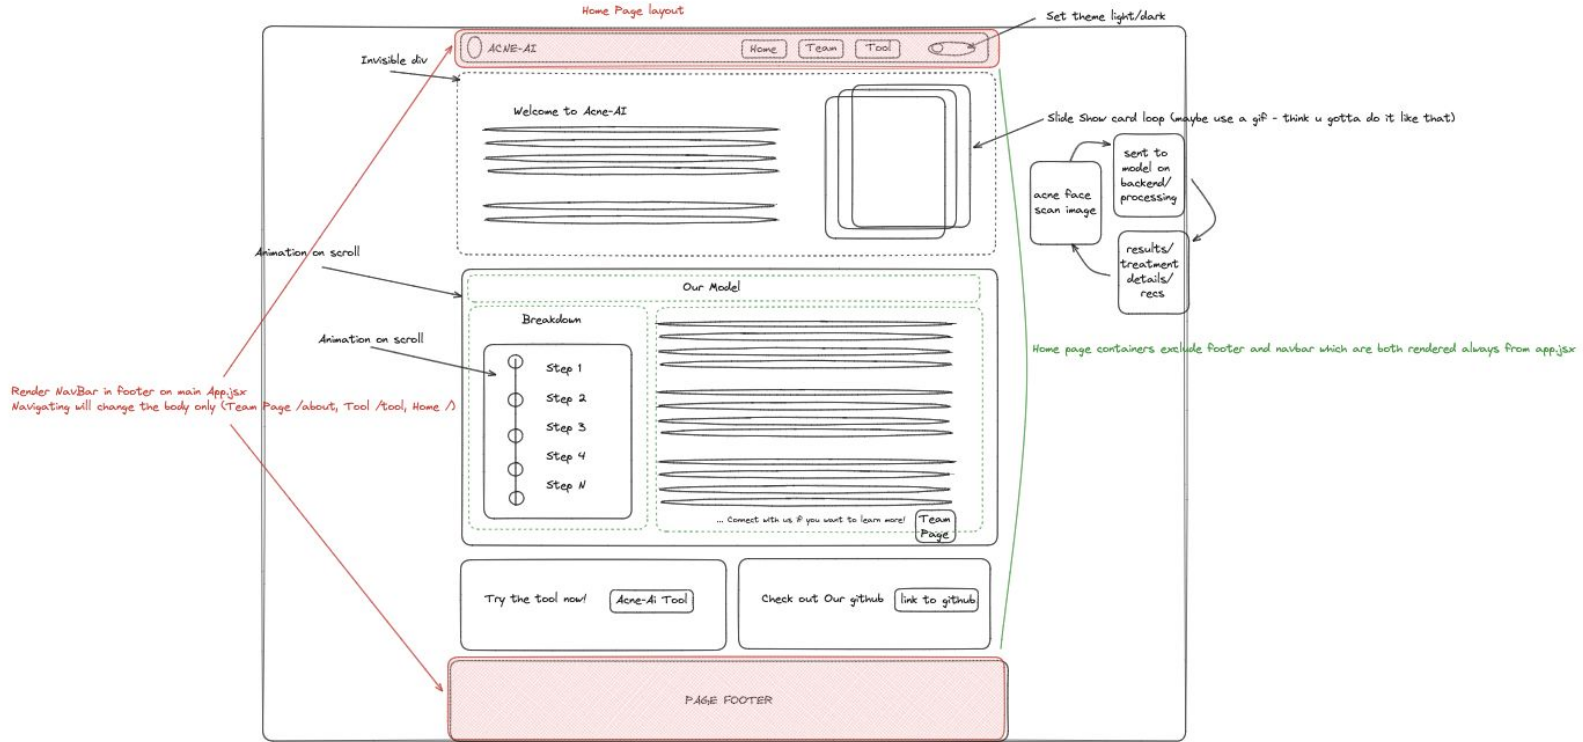 Home Page layout
Set theme light/dark
ACNE-AI
Home
Team
Tool
Invisible div
Welcome to Acne-AI
Slide Show card loop (maybe use a gif - think u gotta do it like that)
acne face
scan image
sent to
model on
backend/
processing
results/
treatment
details/
recs
Animation on scroll
Our Model
Breakdown
Animation on scroll
Step 1
Step 2
Step 3
Step 4
Step N
Home page containers exclude footer and navbar which are both rendered always from app.jsx
Render NavBar in footer on main App.jsx
Navigating will change the body only (Team Page /about, Tool /tool, Home /)
... Connect with us if you want to learn more!
Team
Page
Try the tool now!
Acne-Ai Tool
Check out Our github
link to github
PAGE FOOTER